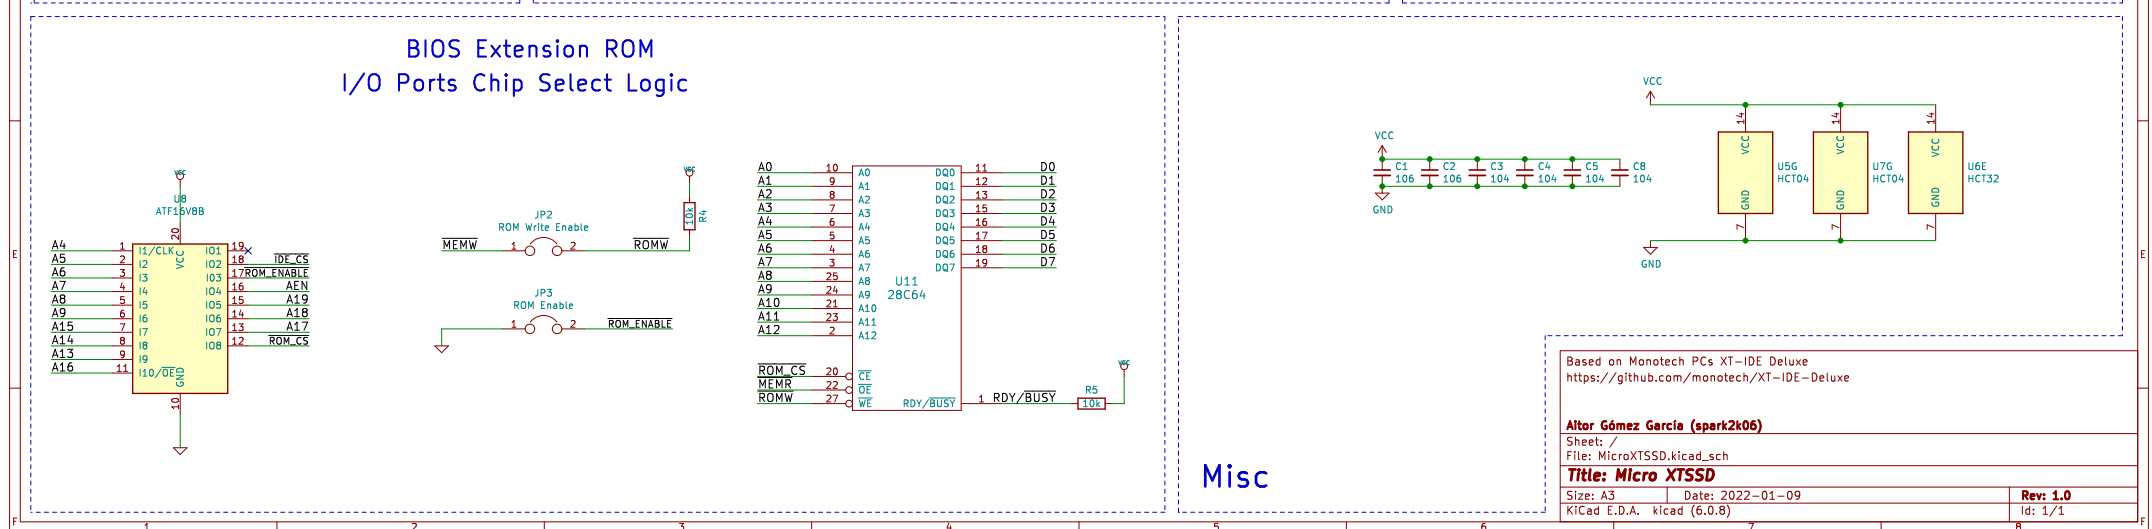 BIOS Extension ROM
I/O Ports Chip Select Logic
VCC
U8
ATF16V8B
A4 1 I1/CLK IO1 19
A5 2 I2 IO2 18 IDE_CS
A6 3 I3 IO3 17 ROM_ENABLE
A7 4 I4 IO4 16 AEN
A8 5 I5 IO5 15 A19
A9 6 I6 IO6 14 A18
A15 7 I7 IO7 13 A17
A14 8 I8 IO8 12 ROM_CS
A13 9 I9
A16 11 I10/OE
20 VCC
GND 10
JP2
ROM Write Enable
MEMW 1 2 ROMW
VCC
10k R4
JP3
ROM Enable
1 2 ROM_ENABLE
A0 10 A0 DQ0 11 D0
A1 9 A1 DQ1 12 D1
A2 8 A2 DQ2 13 D2
A3 7 A3 DQ3 15 D3
A4 6 A4 DQ4 16 D4
A5 5 A5 DQ5 17 D5
A6 4 A6 DQ6 18 D6
A7 3 A7 DQ7 19 D7
A8 25 A8
A9 24 A9
A10 21 A10
A11 23 A11
A12 2 A12
U11
28C64
ROM_CS 20 CE
MEMR 22 OE
ROMW 27 WE RDY/BUSY 1 RDY/BUSY
R5
10k
VCC
VCC
C1 106
C2 106
C3 104
C4 104
C5 104
C8 104
GND
VCC
14 VCC GND 7 U5G HCT04
14 VCC GND 7 U7G HCT04
14 VCC GND 7 U6E HCT32
GND
Misc
Based on Monotech PCs XT-IDE Deluxe
https://github.com/monotech/XT-IDE-Deluxe
Aitor Gómez García (spark2k06)
Sheet: /
File: MicroXTSSD.kicad_sch
Title: Micro XTSSD
Size: A3 Date: 2022-01-09 Rev: 1.0
KiCad E.D.A. kicad (6.0.8) Id: 1/1
E E
F F
1 2 3 4 5 6 7 8